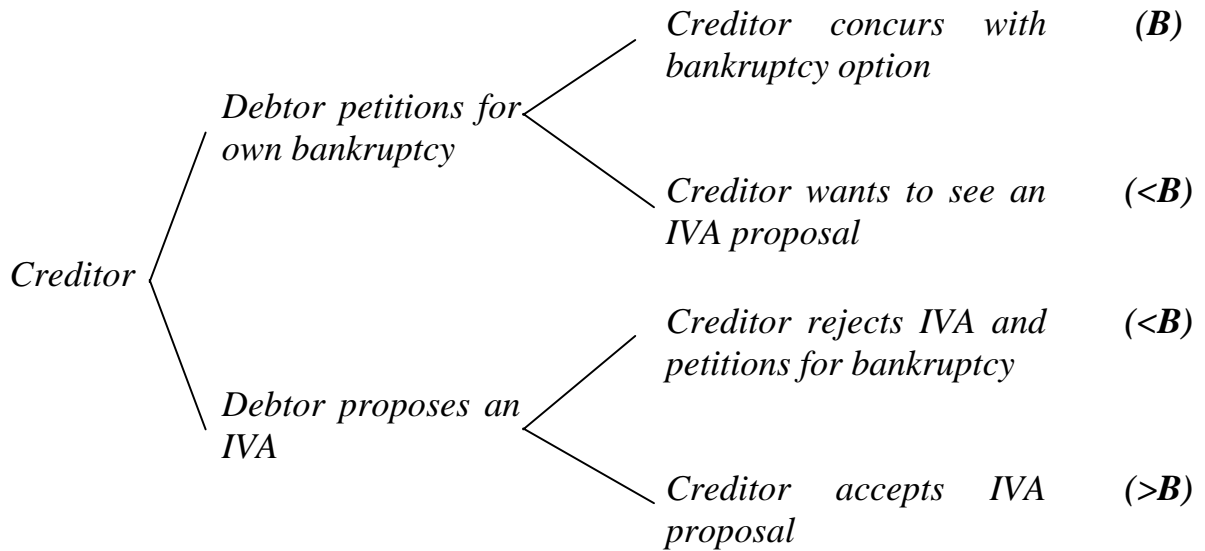 Creditor concurs with (B)
bankruptcy option
Debtor petitions for
own bankruptcy
Creditor wants to see an (<B)
IVA proposal
Creditor
Creditor rejects IVA and (<B)
petitions for bankruptcy
Debtor proposes an
IVA
Creditor accepts IVA (>B)
proposal